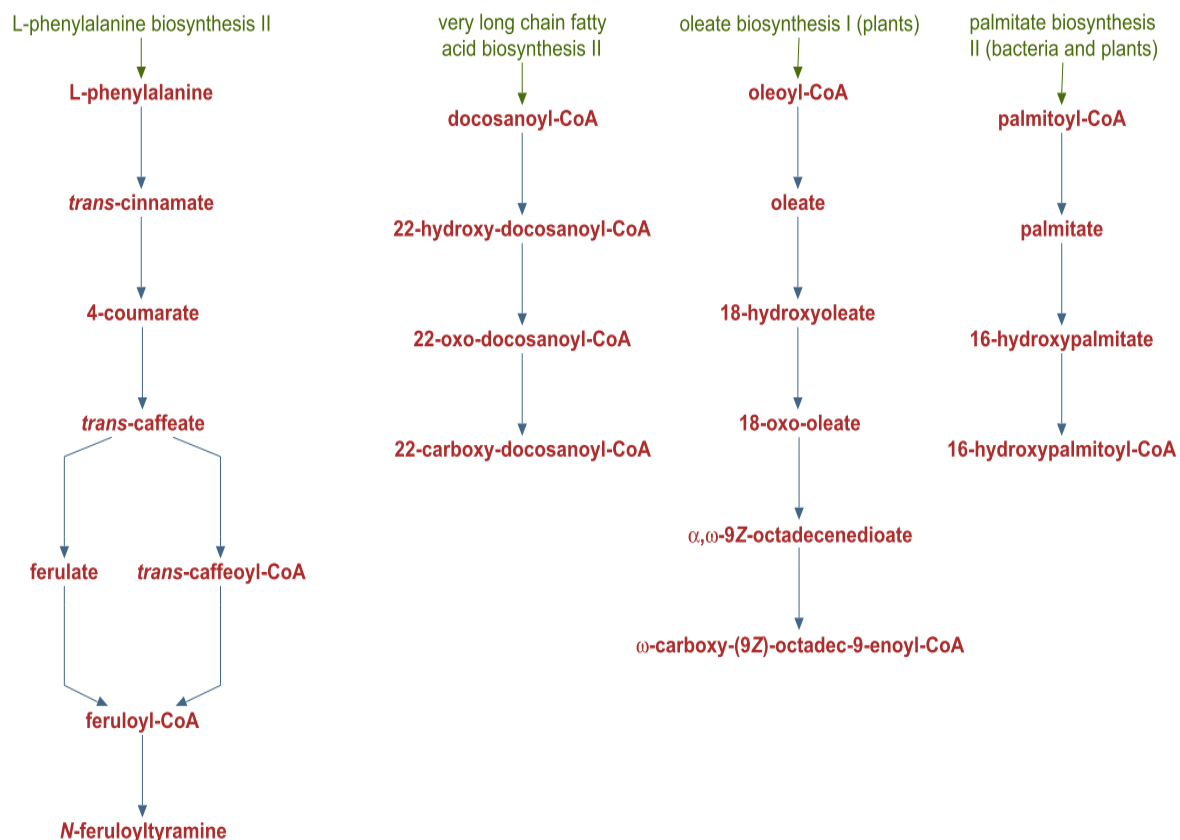 L-phenylalanine biosynthesis II
L-phenylalanine
trans-cinnamate
4-coumarate
trans-caffeate
ferulate
trans-caffeoyl-CoA
feruloyl-CoA
N-feruloyltyramine
very long chain fatty
acid biosynthesis II
docosanoyl-CoA
22-hydroxy-docosanoyl-CoA
22-oxo-docosanoyl-CoA
22-carboxy-docosanoyl-CoA
oleate biosynthesis I (plants)
oleoyl-CoA
oleate
18-hydroxyoleate
18-oxo-oleate
α,ω-9Z-octadecenedioate
ω-carboxy-(9Z)-octadec-9-enoyl-CoA
palmitate biosynthesis
II (bacteria and plants)
palmitoyl-CoA
palmitate
16-hydroxypalmitate
16-hydroxypalmitoyl-CoA